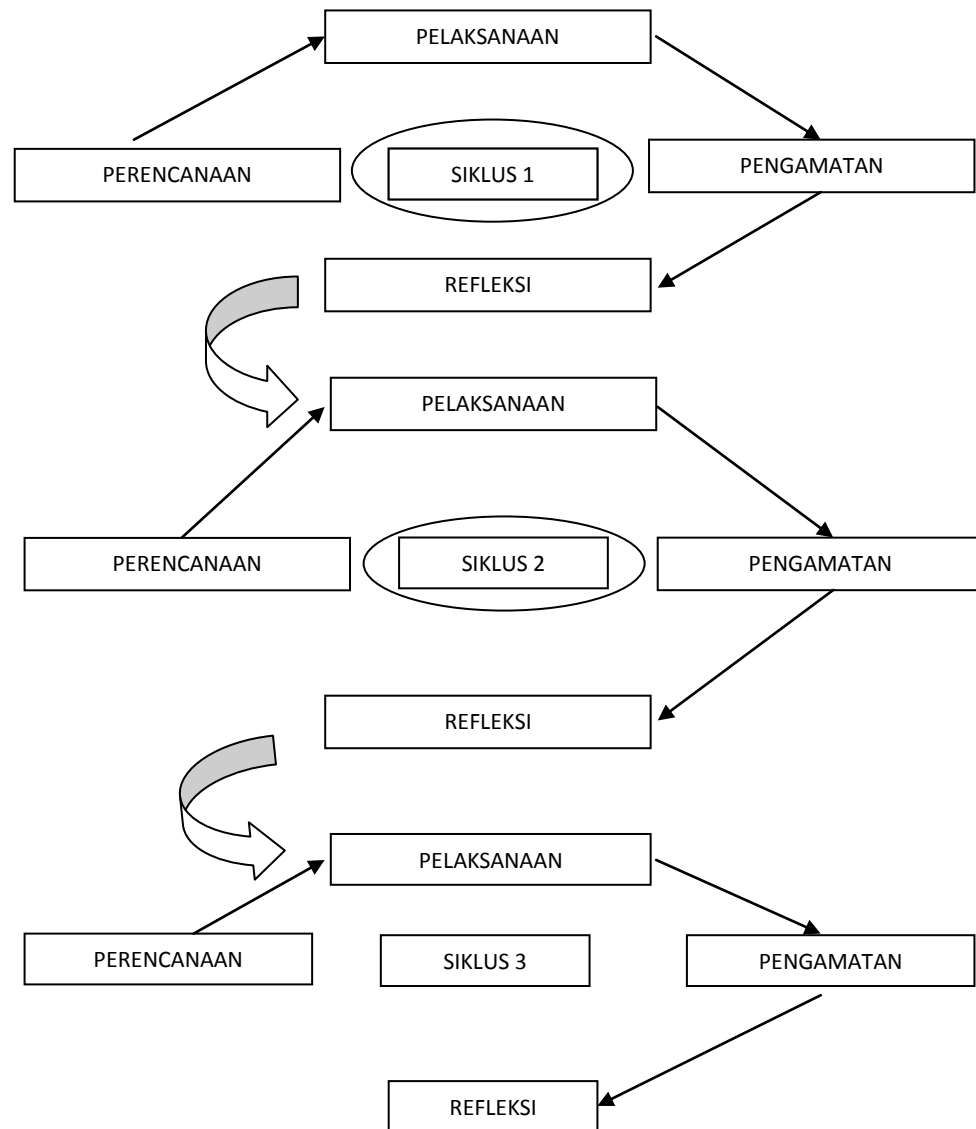 PELAKSANAAN
PERENCANAAN
SIKLUS 1
PENGAMATAN
REFLEKSI
PELAKSANAAN
PERENCANAAN
SIKLUS 2
PENGAMATAN
REFLEKSI
PELAKSANAAN
PERENCANAAN
SIKLUS 3
PENGAMATAN
REFLEKSI